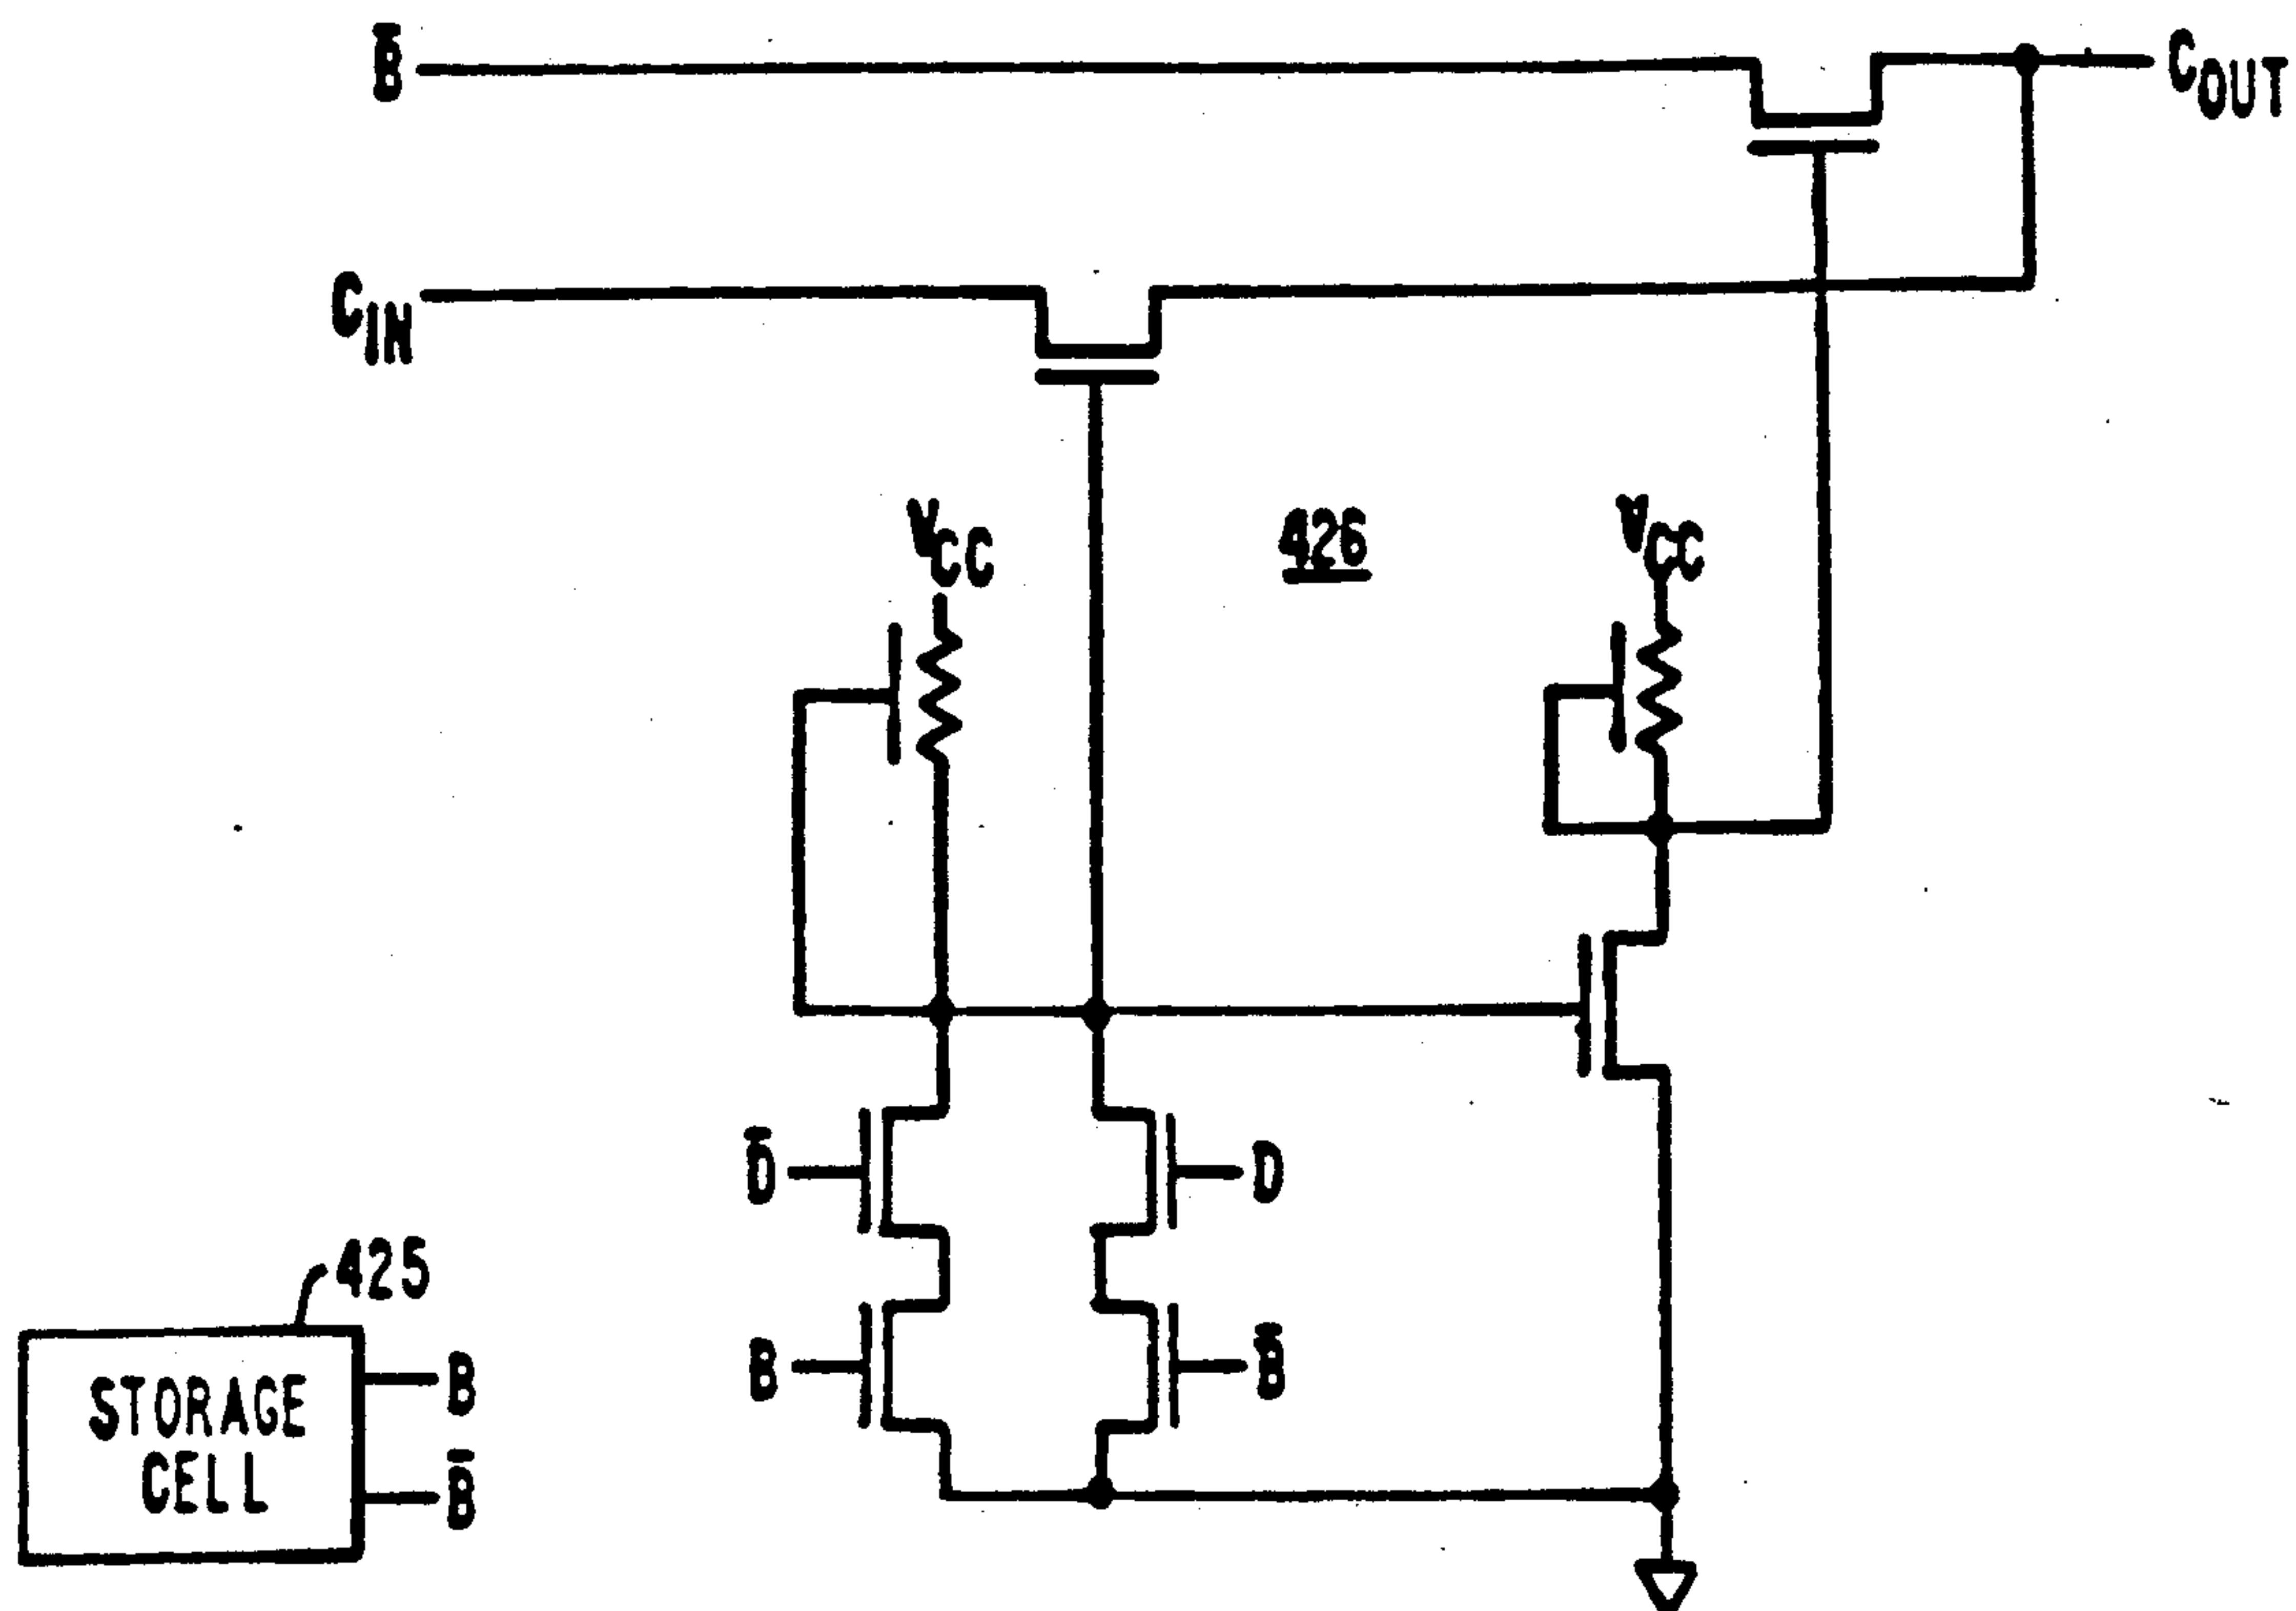 B̄
C_OUT
C_IN
V_CC
426
V_CC
D̄
D
425
B
B̄
STORAGE
CELL
B
B̄